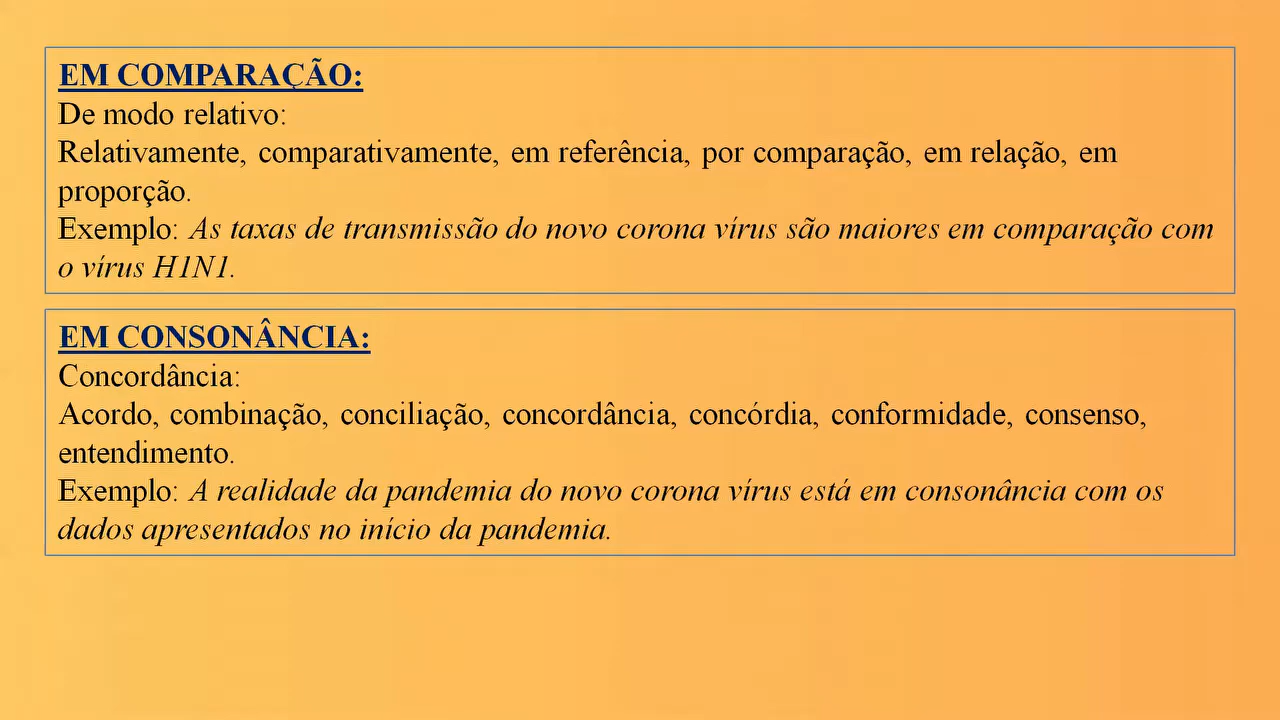 EM COMPARAÇÃO:
De modo relativo:
Relativamente, comparativamente, em referência, por comparação, em relação, em
proporção.
Exemplo: As taxas de transmissão do novo corona vírus são maiores em comparação com
o vírus H1N1.
EM CONSONÂNCIA:
Concordância:
Acordo, combinação, conciliação, concordância, concórdia, conformidade, consenso,
entendimento.
Exemplo: A realidade da pandemia do novo corona vírus está em consonância com os
dados apresentados no início da pandemia.